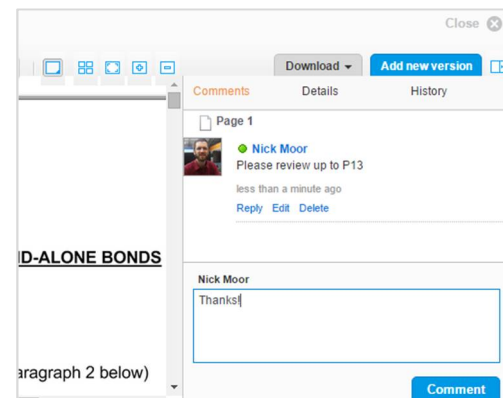 Close
Download
Add new version
Comments Details History
Page 1
Nick Moor
Please review up to P13
less than a minute ago
Reply Edit Delete
ID-ALONE BONDS
Nick Moor
Thanks!
aragraph 2 below)
Comment